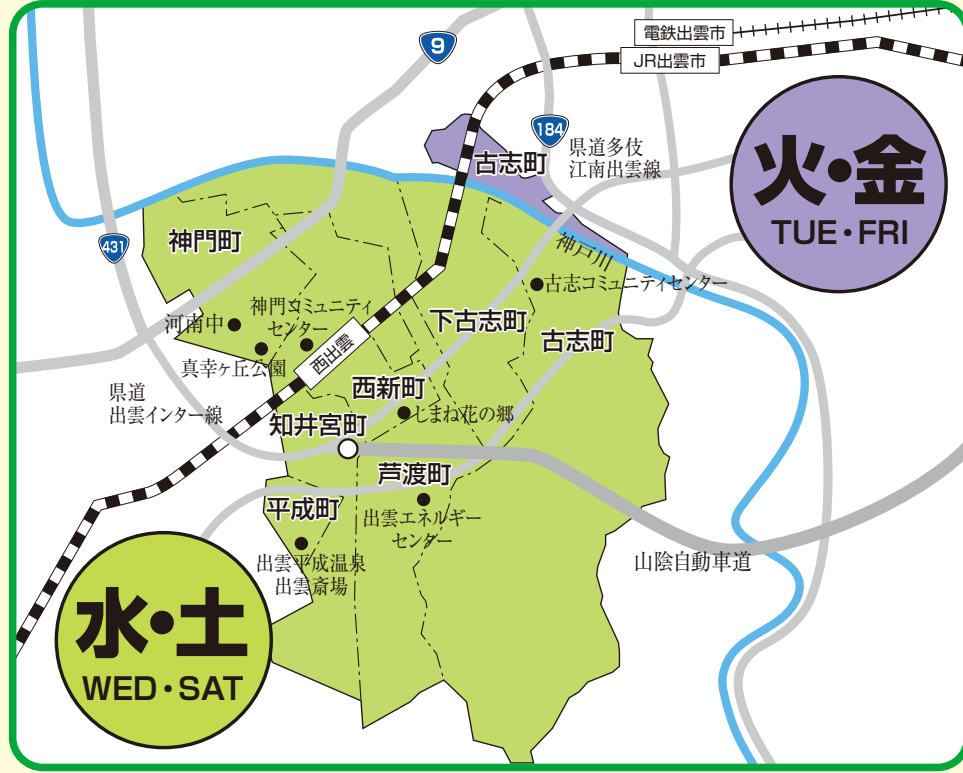 電鉄出雲市
JR出雲市
9
184
県道多伎
江南出雲線
古志町
火・金
TUE・FRI
431
神門町
神戸川
古志コミュニティセンター
神門コミュニティ
センター
河南中
真幸ヶ丘公園
西出雲
下古志町
古志町
県道
出雲インター線
西新町
しまね花の郷
知井宮町
芦渡町
平成町
出雲エネルギー
センター
出雲平成温泉
出雲斎場
山陰自動車道
水・土
WED・SAT